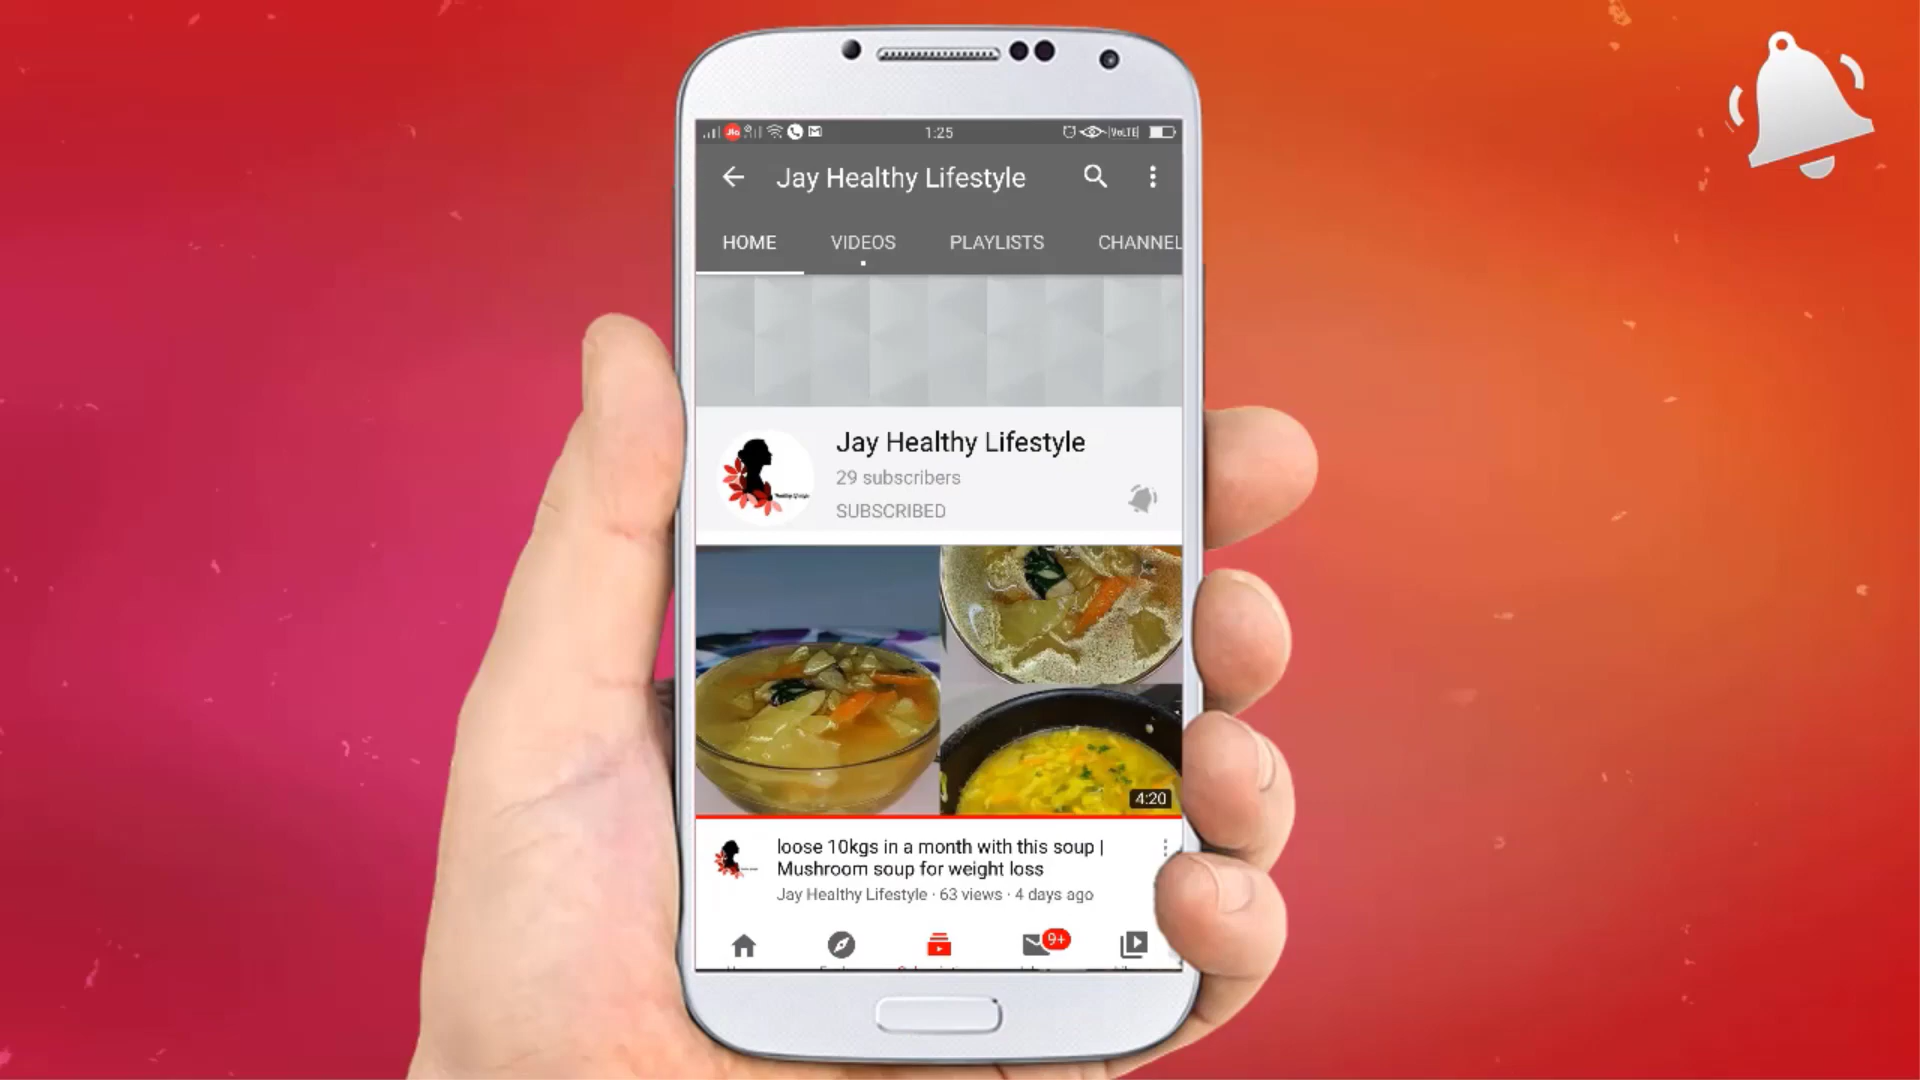 Jio 1:25 VoLTE
Jay Healthy Lifestyle
HOME VIDEOS PLAYLISTS CHANNEL
Jay Healthy Lifestyle
29 subscribers
SUBSCRIBED
4:20
loose 10kgs in a month with this soup |
Mushroom soup for weight loss
Jay Healthy Lifestyle · 63 views · 4 days ago
9+